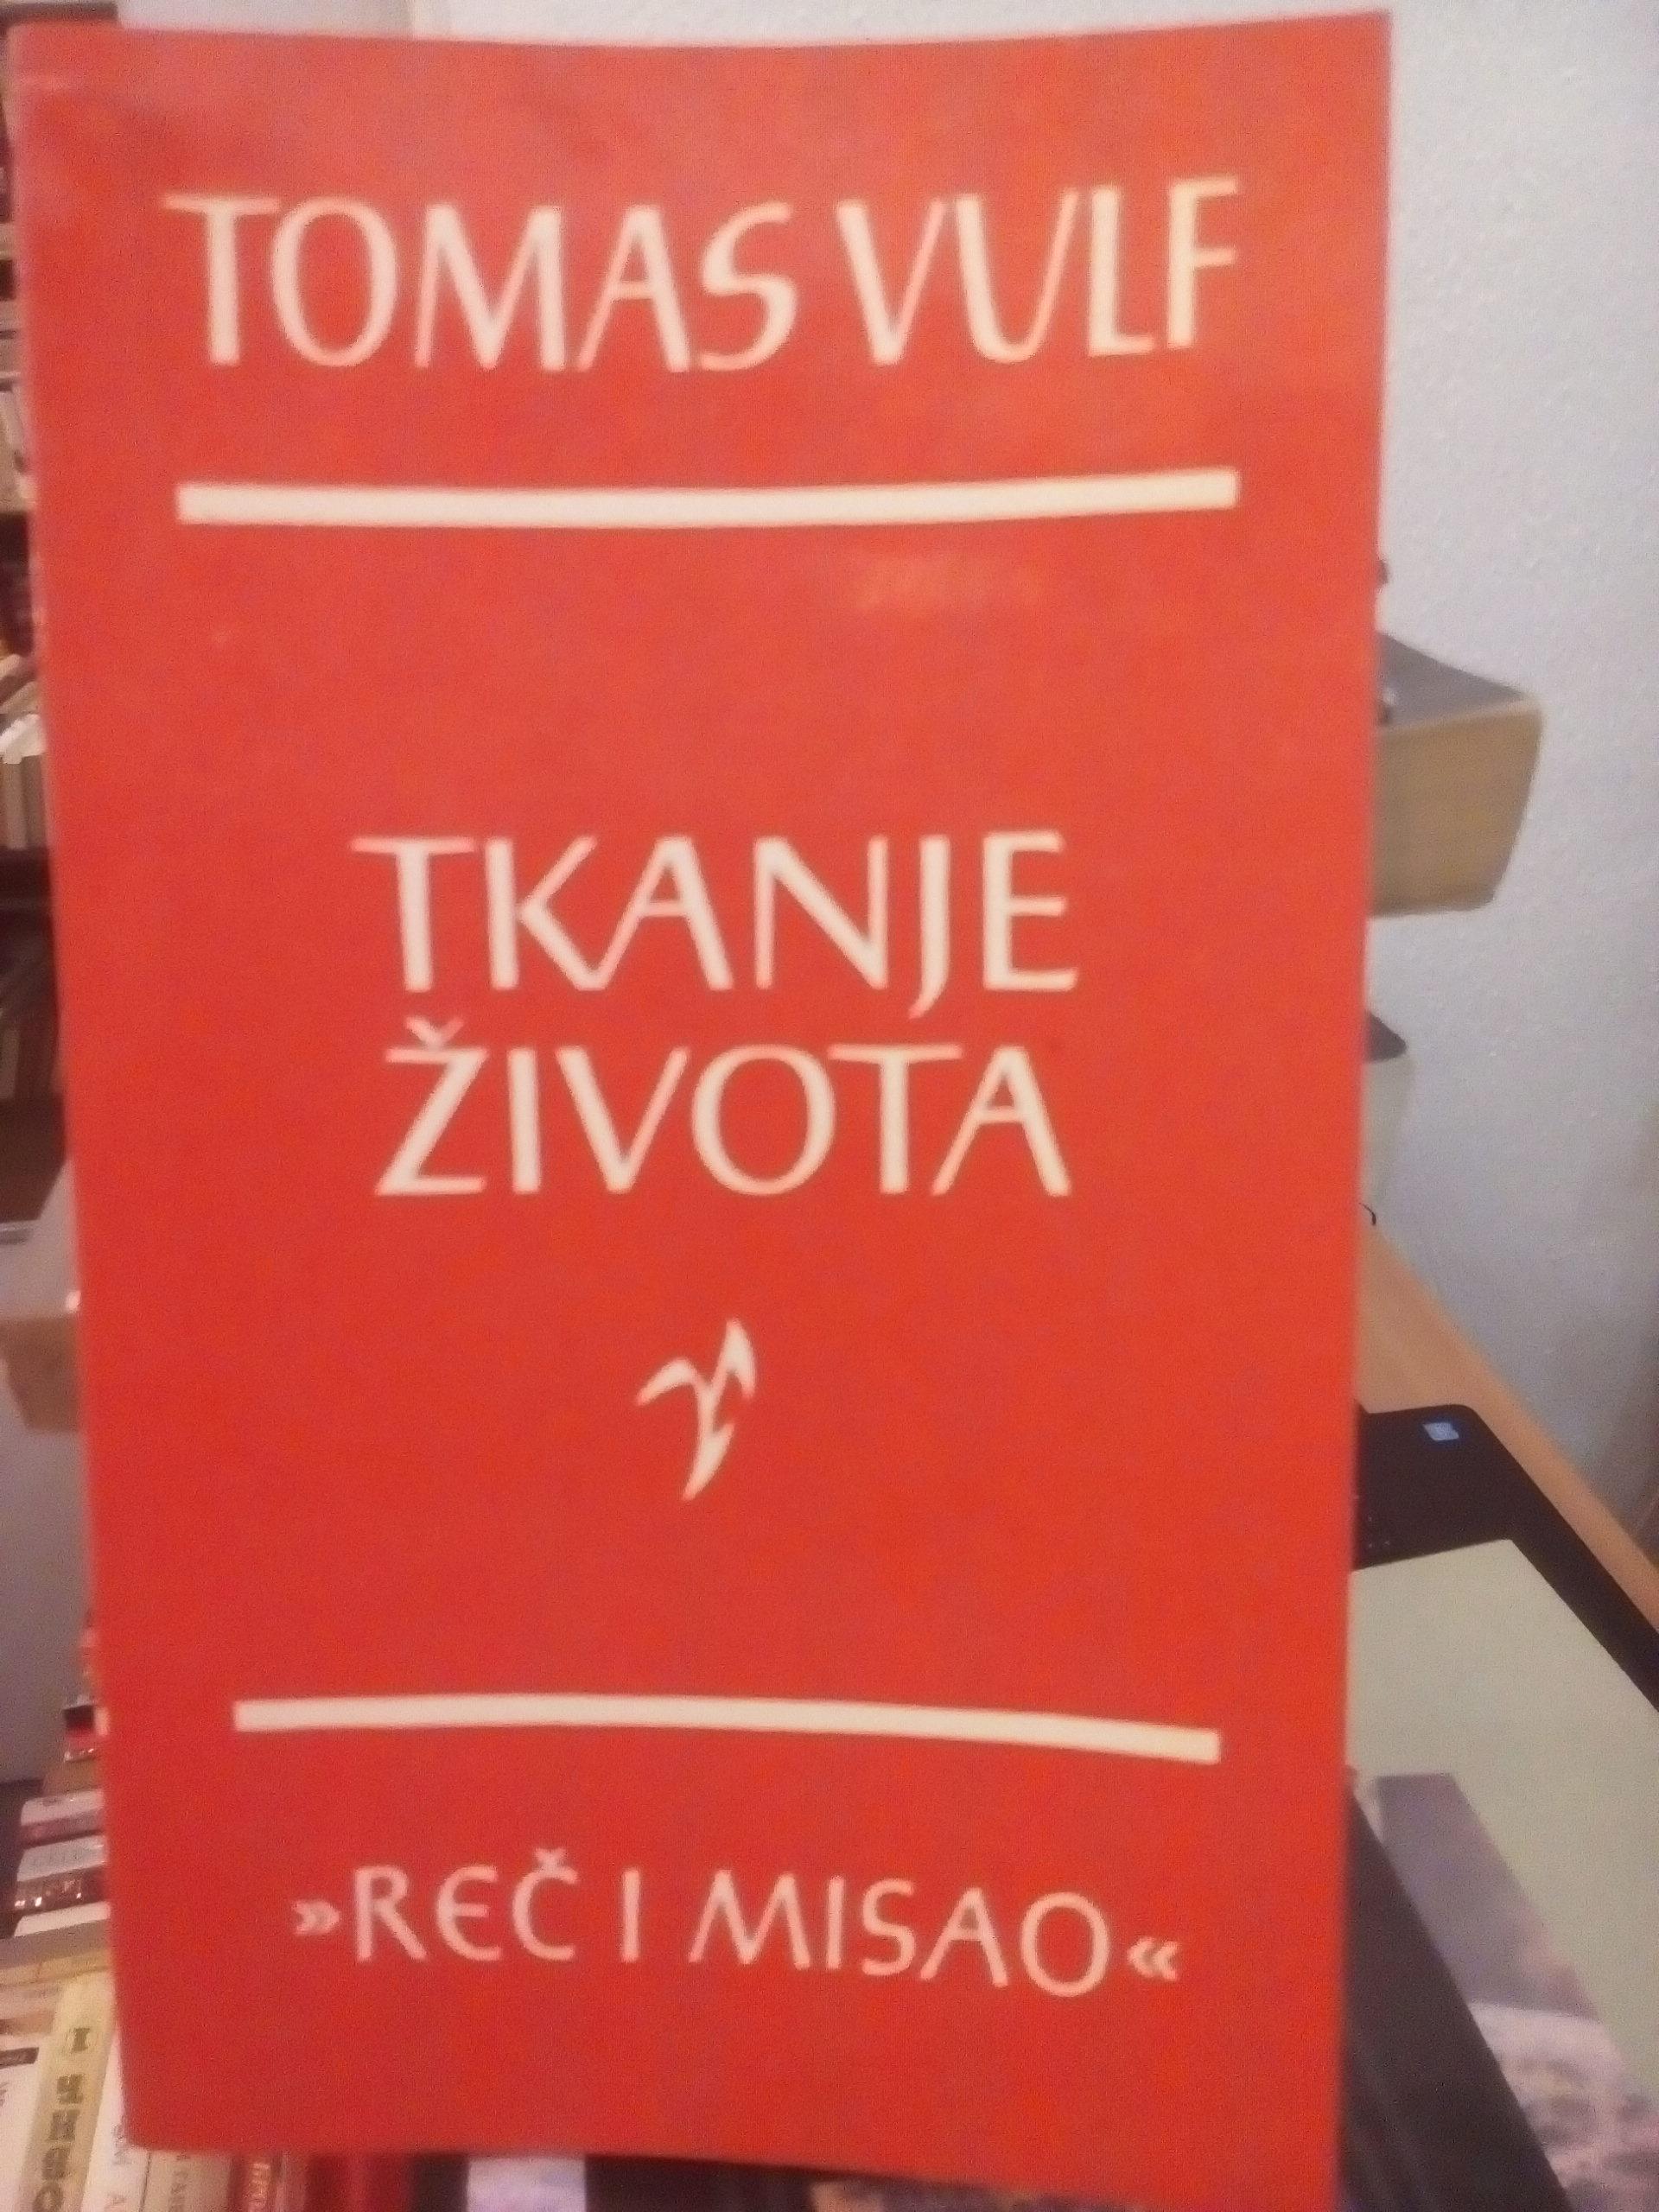 TOMAS VULF
TKANJE
ŽIVOTA
»REČ I MISAO«